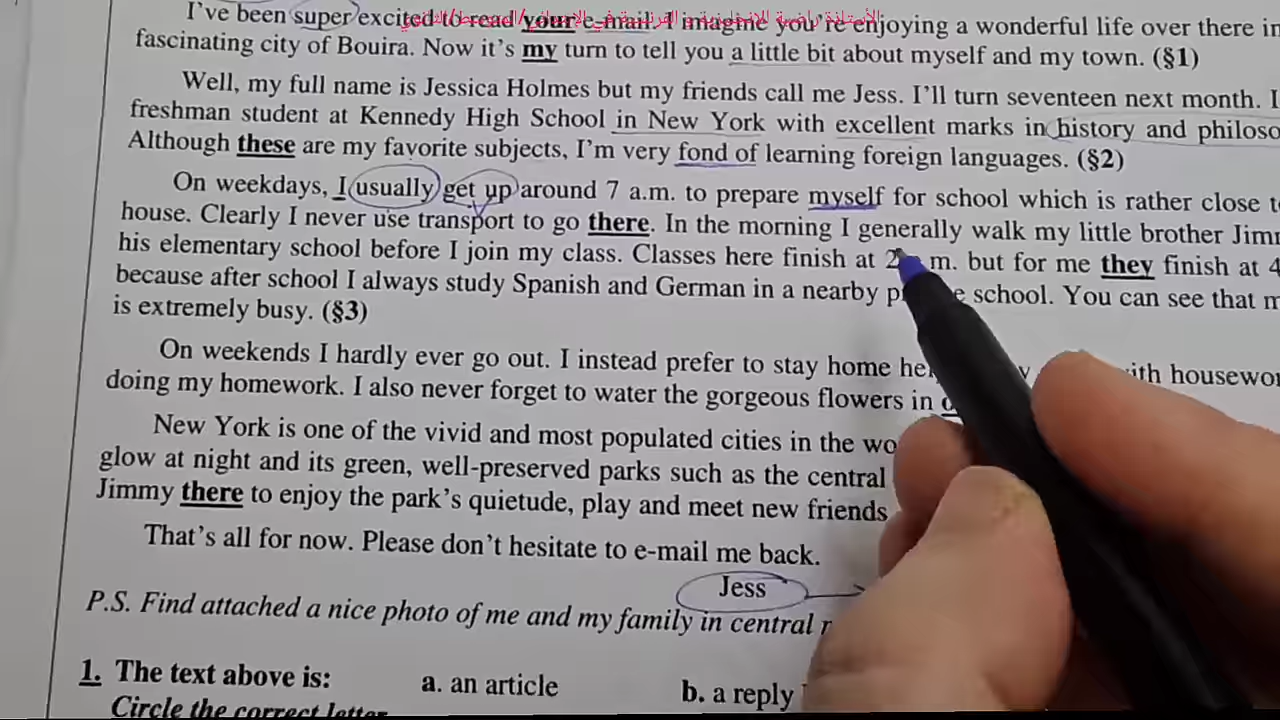 I've been super excited to read your e-mail. I imagine you're enjoying a wonderful life over there in
fascinating city of Bouira. Now it's my turn to tell you a little bit about myself and my town. (§1)
Well, my full name is Jessica Holmes but my friends call me Jess. I'll turn seventeen next month.
freshman student at Kennedy High School in New York with excellent marks in history and
Although these are my favorite subjects, I'm very fond of learning foreign languages. (§2)
On weekdays, I usually get up around 7 a.m. to prepare myself for school which is rather close
house. Clearly I never use transport to go there. In the morning I generally walk my little brother
his elementary school before I join my class. Classes here finish at 2 m. but for me they finish at 4
because after school I always study Spanish and German in a nearby school. You can see that
is extremely busy. (§3)
On weekends I hardly ever go out. I instead prefer to stay home with
doing my homework. I also never forget to water the gorgeous flowers in
New York is one of the vivid and most populated cities in the
glow at night and its green, well-preserved parks such as the central
Jimmy there to enjoy the park's quietude, play and meet new friends
That's all for now. Please don't hesitate to e-mail me back.
Jess
P.S. Find attached a nice photo of me and my family in central
1. The text above is: a. an article b. a reply
Circle the correct letter